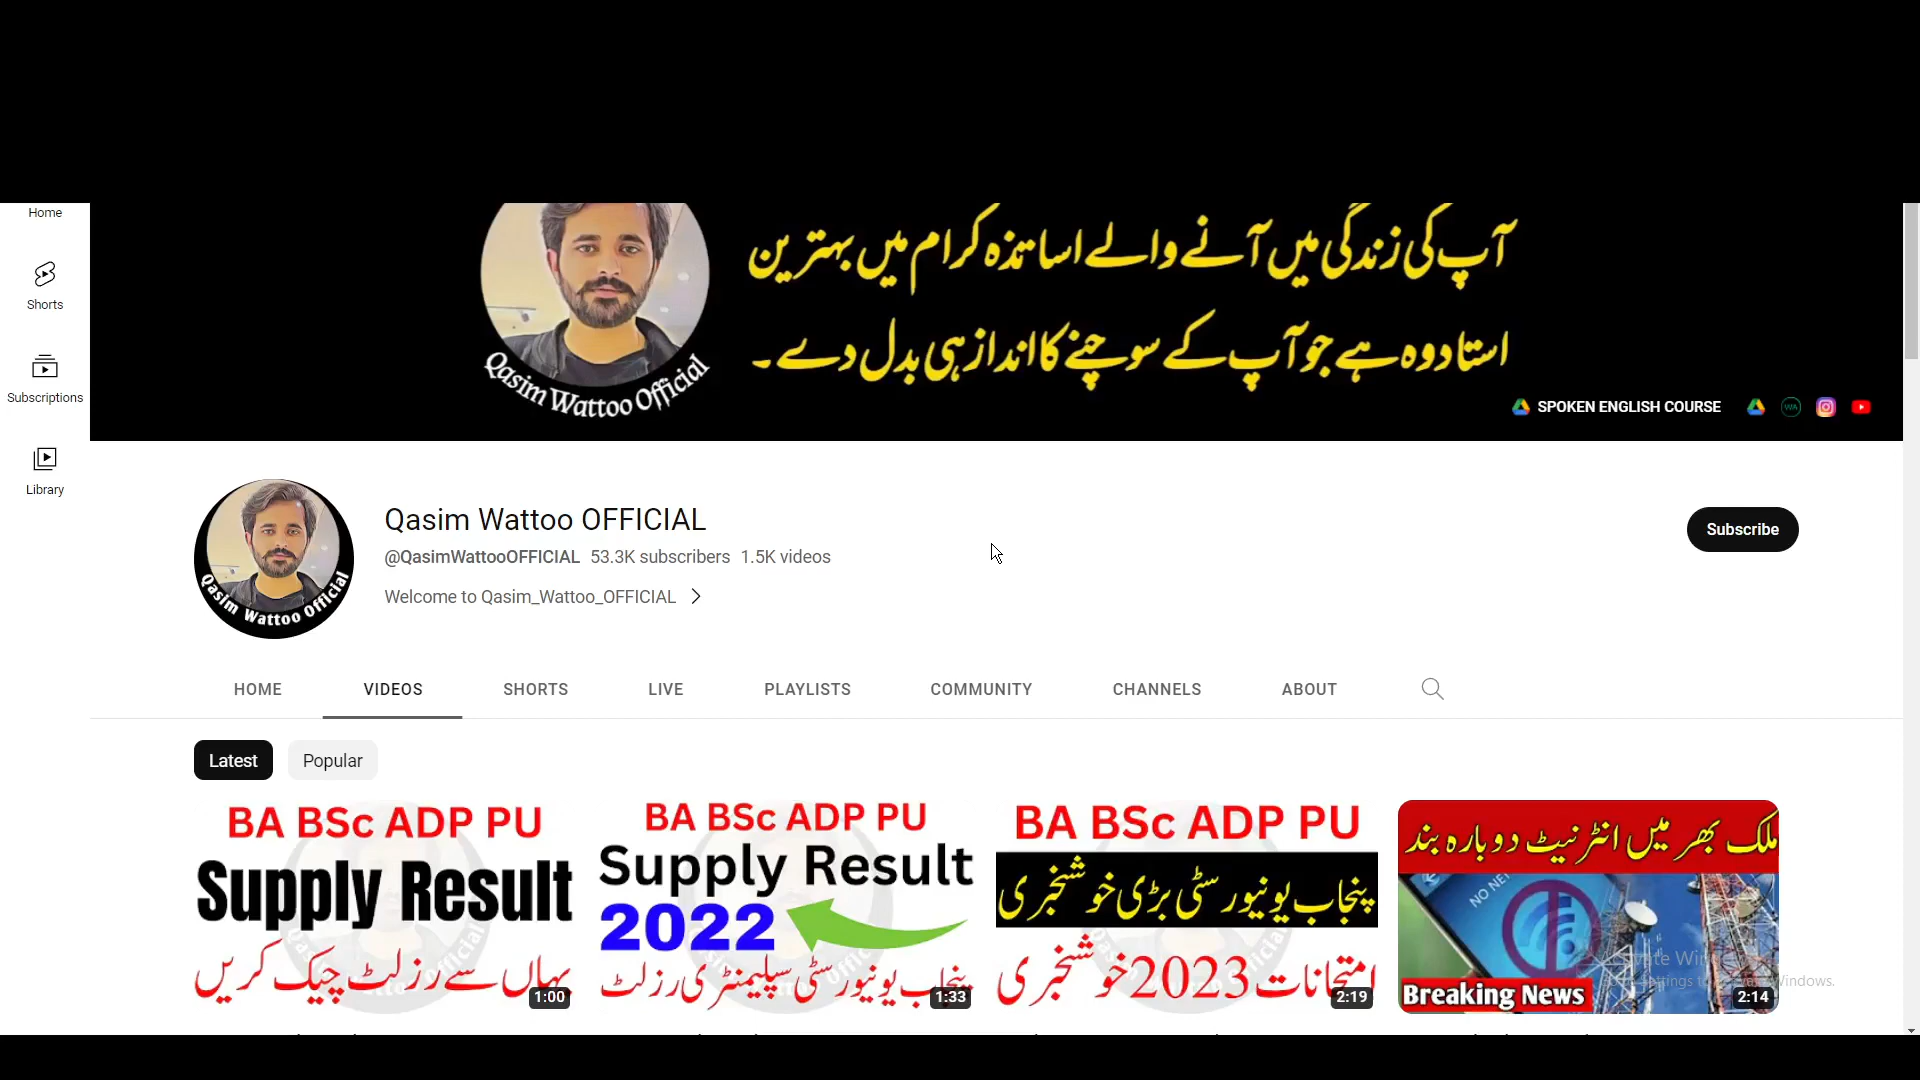 Home
Shorts
Subscriptions
Library
آپ کی زندگی میں آنے والے اساتذہ کرام میں بہترین
استاد وہ ہے جو آپ کے سوچنے کا انداز ہی بدل دے۔
Qasim Wattoo Official
SPOKEN ENGLISH COURSE
WA
Qasim Wattoo Official
Qasim Wattoo OFFICIAL
@QasimWattooOFFICIAL 53.3K subscribers 1.5K videos
Welcome to Qasim_Wattoo_OFFICIAL
Subscribe
HOME VIDEOS SHORTS LIVE PLAYLISTS COMMUNITY CHANNELS ABOUT
Latest Popular
BA BSc ADP PU
Supply Result
یہاں سے رزلٹ چیک کریں
1:00
BA BSc ADP PU
Supply Result
2022
پنجاب یونیورسٹی سپلیمنٹری رزلٹ
1:33
BA BSc ADP PU
پنجاب یونیورسٹی بڑی خوشخبری
امتحانات 2023 خوشخبری
2:19
ملک بھر میں انٹرنیٹ دوبارہ بند
Breaking News
2:14